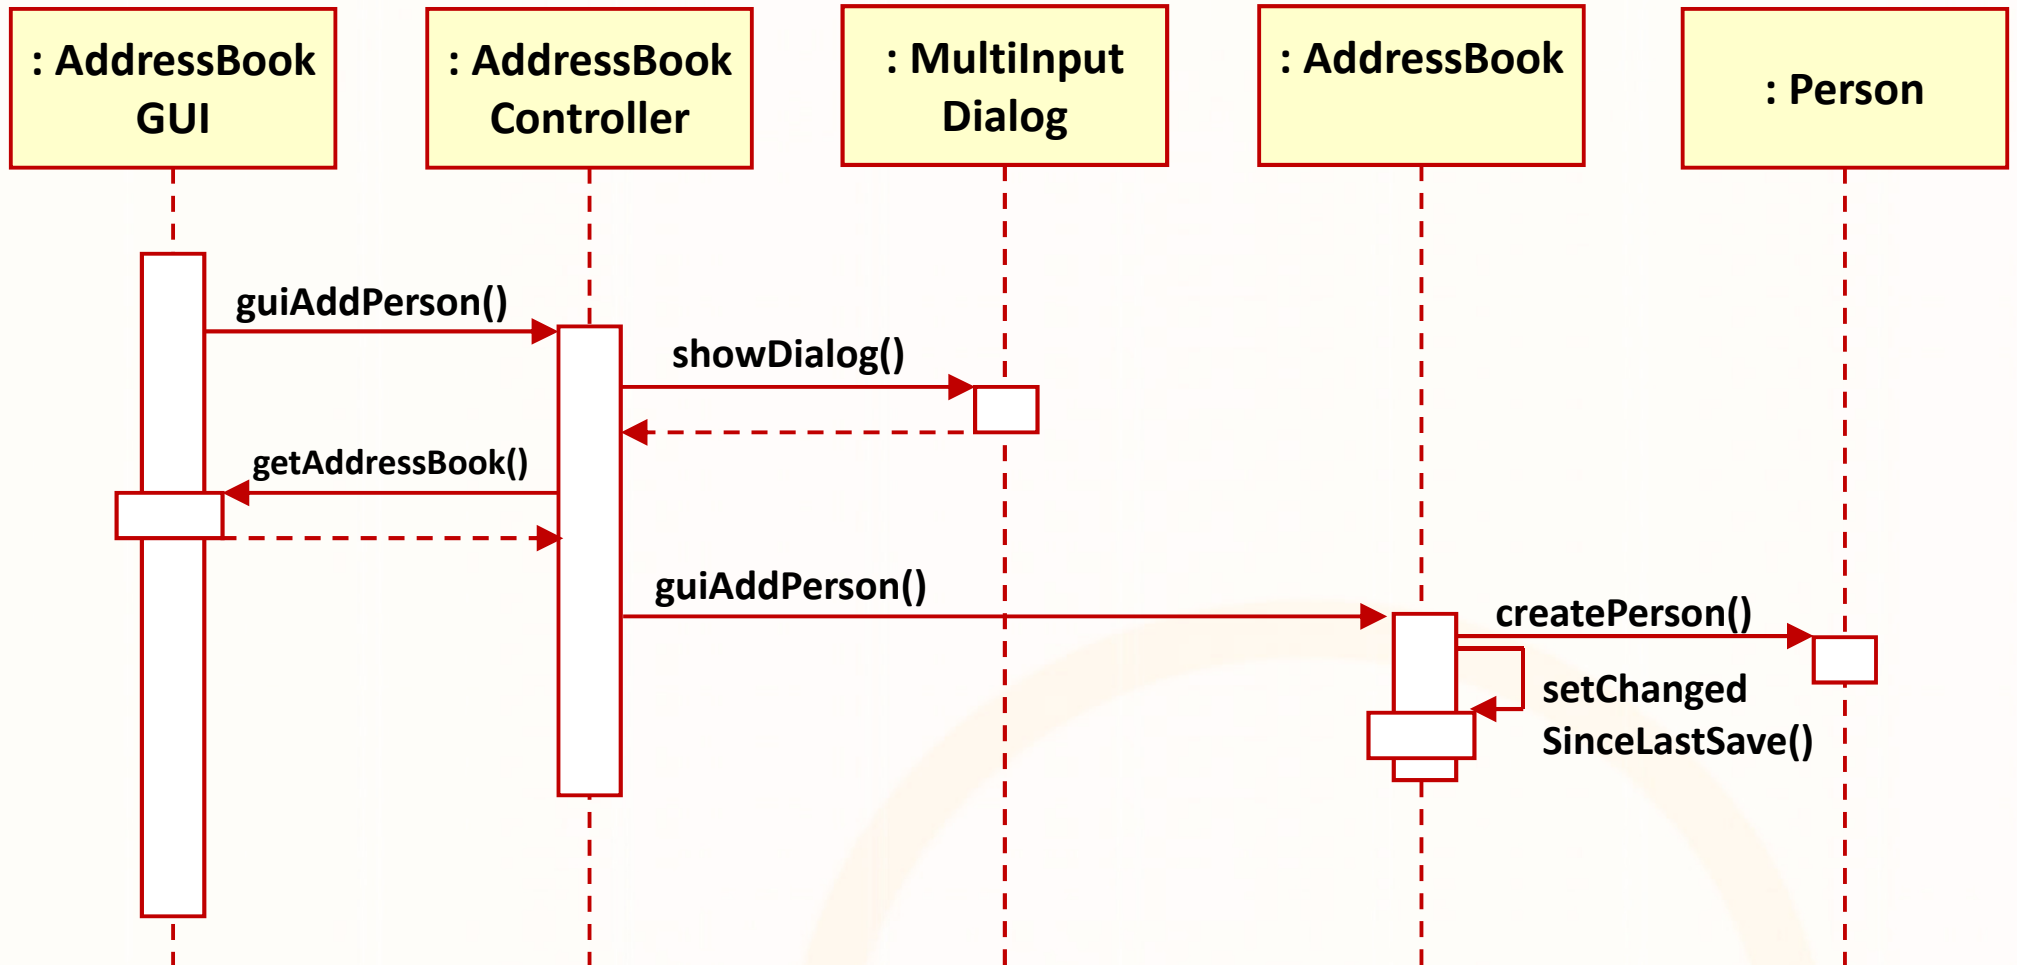 : AddressBook
GUI
: AddressBook
Controller
: MultiInput
Dialog
: AddressBook
: Person
guiAddPerson()
showDialog()
getAddressBook()
guiAddPerson()
createPerson()
setChanged
SinceLastSave()